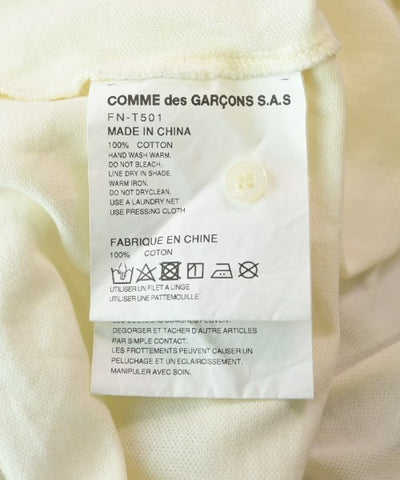 COMME des GARÇONS S.A.S
FN-T501
MADE IN CHINA
100% COTTON
HAND WASH WARM.
DO NOT BLEACH.
LINE DRY IN SHADE.
WARM IRON.
DO NOT DRYCLEAN.
USE A LAUNDRY NET
USE PRESSING CLOTH
FABRIQUE EN CHINE
100% COTON
UTILISER UN FILET A LINGE
UTILISER UNE PATTEMOUILLE
DEGORGER ET TACHER D'AUTRE ARTICLES
PAR SIMPLE CONTACT.
LES FROTTEMENTS PEUVENT CAUSER UN
PELUCHAGE ET UN ECLAIRCISSEMENT.
MANIPULER AVEC SOIN.